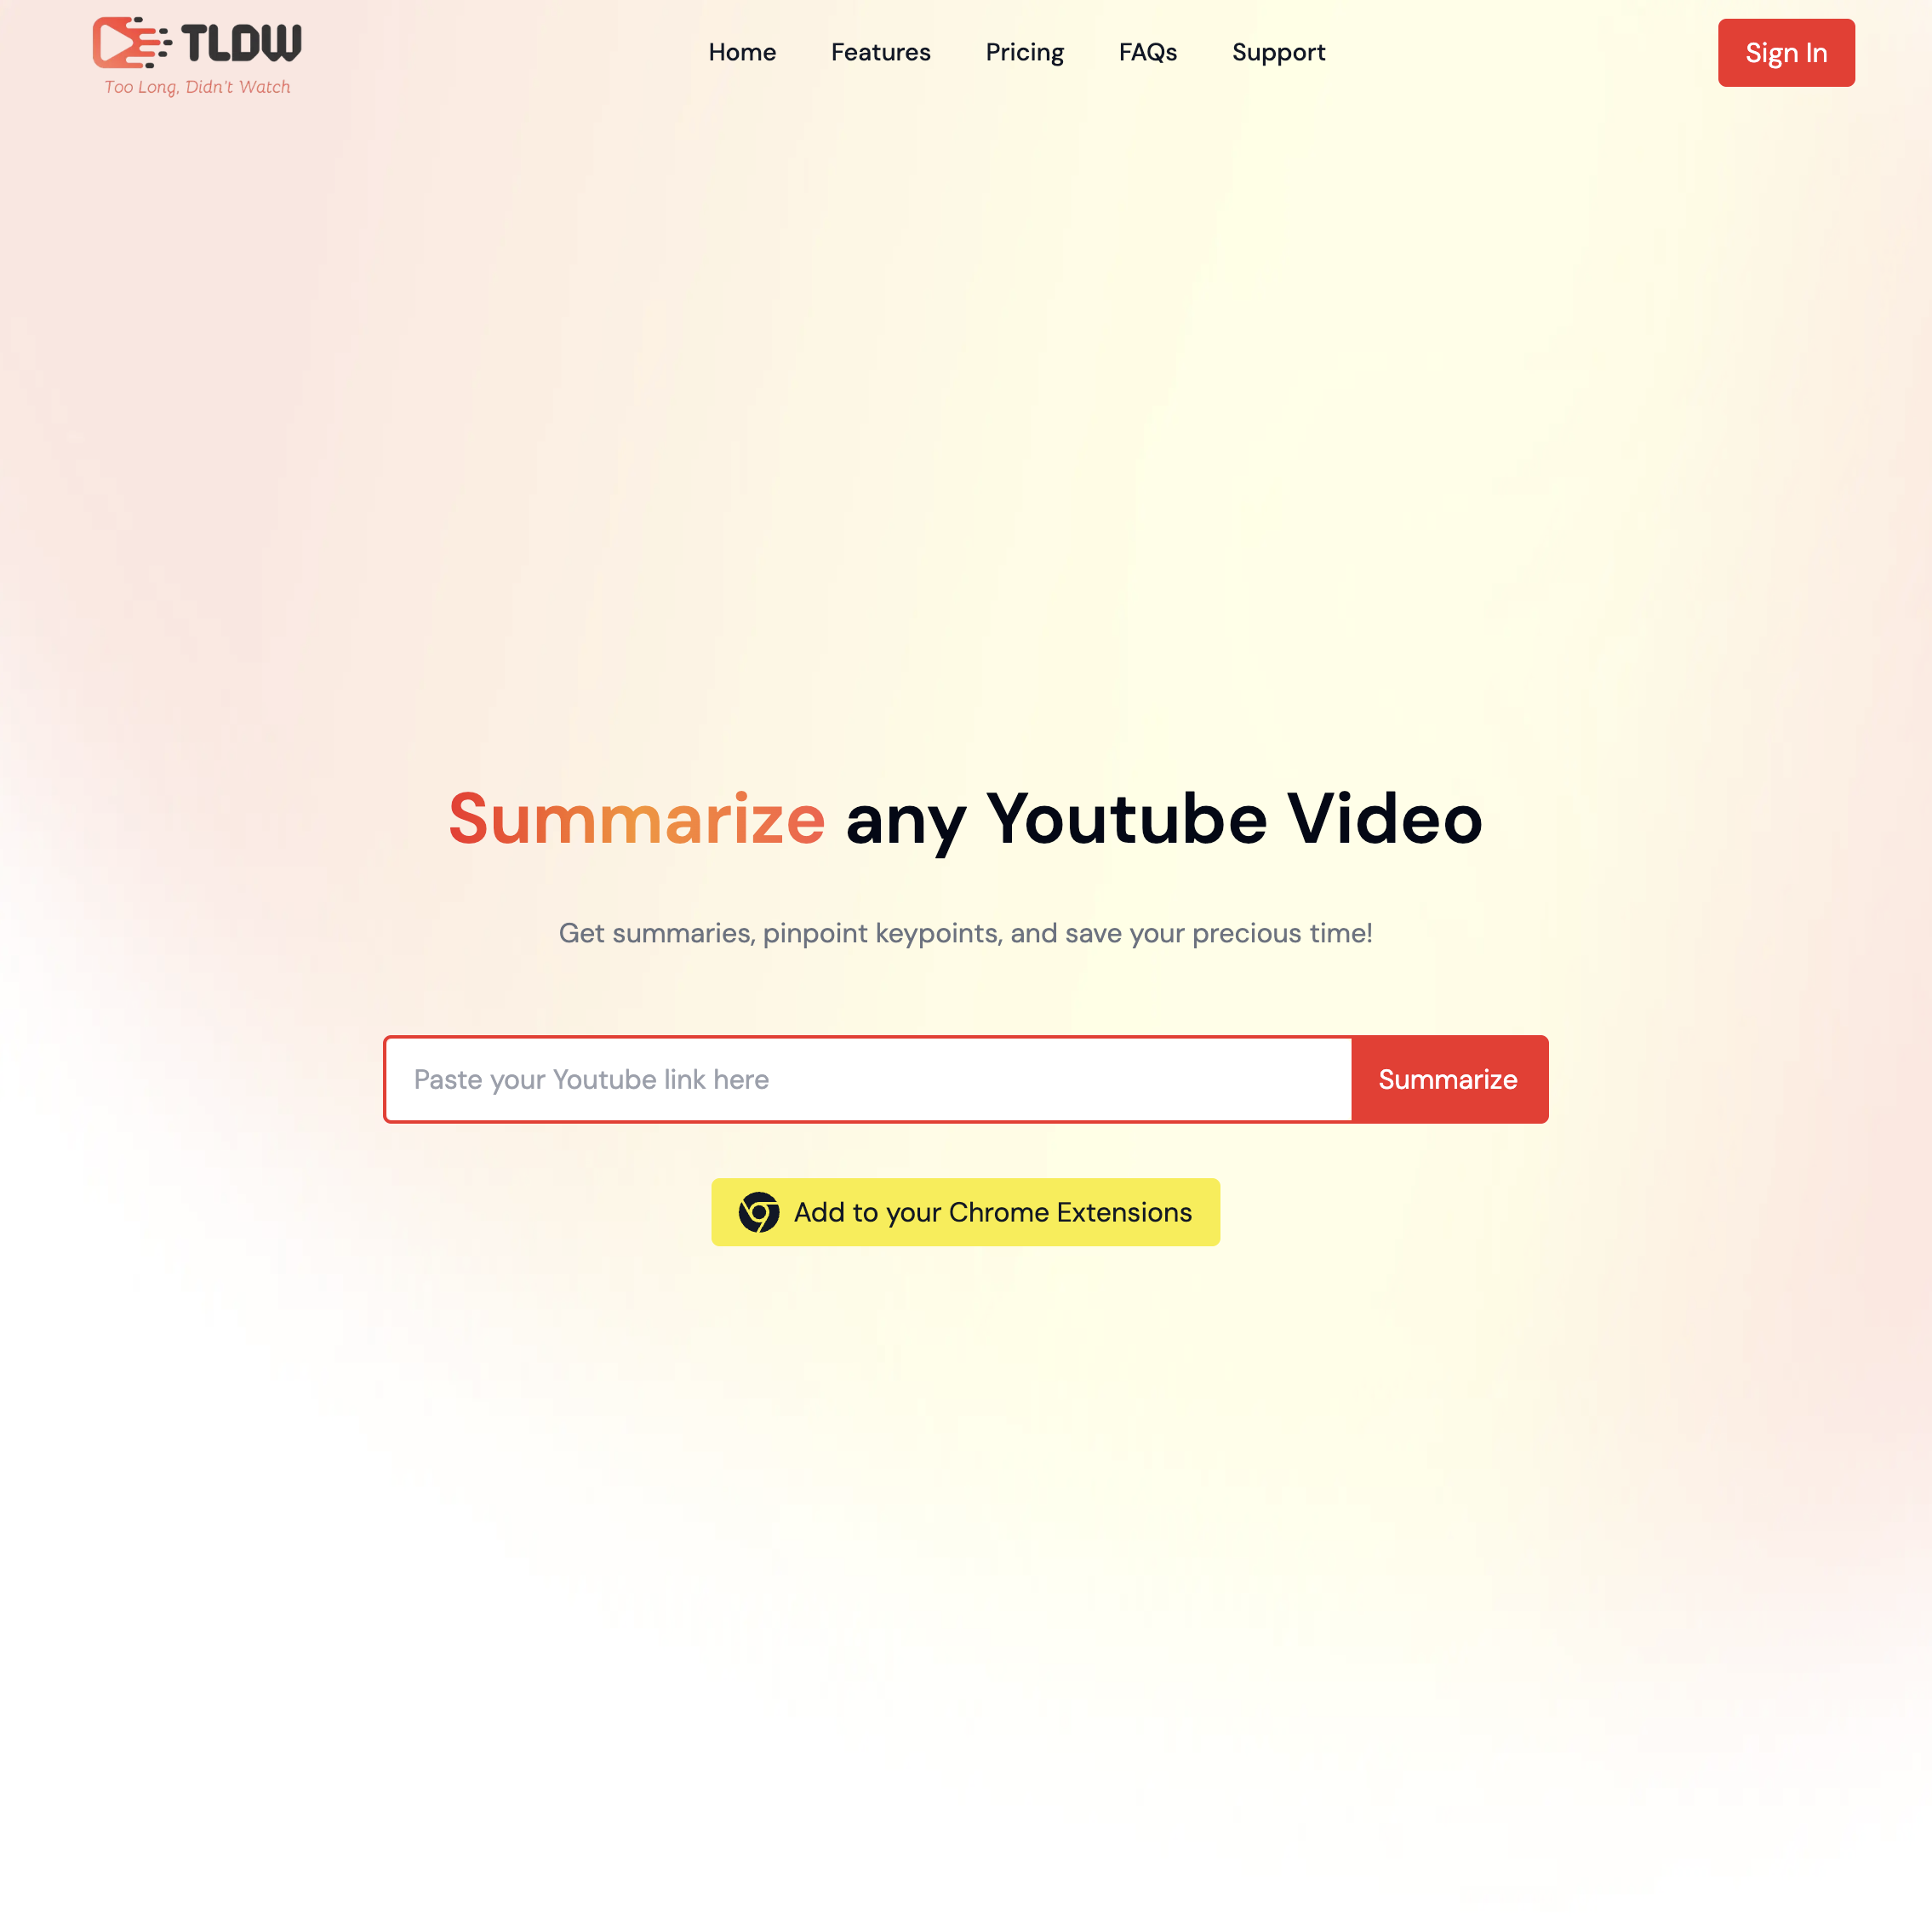 TLDW
Too Long, Didn't Watch
Home Features Pricing FAQs Support
Sign In
Summarize any Youtube Video
Get summaries, pinpoint keypoints, and save your precious time!
Paste your Youtube link here
Summarize
Add to your Chrome Extensions